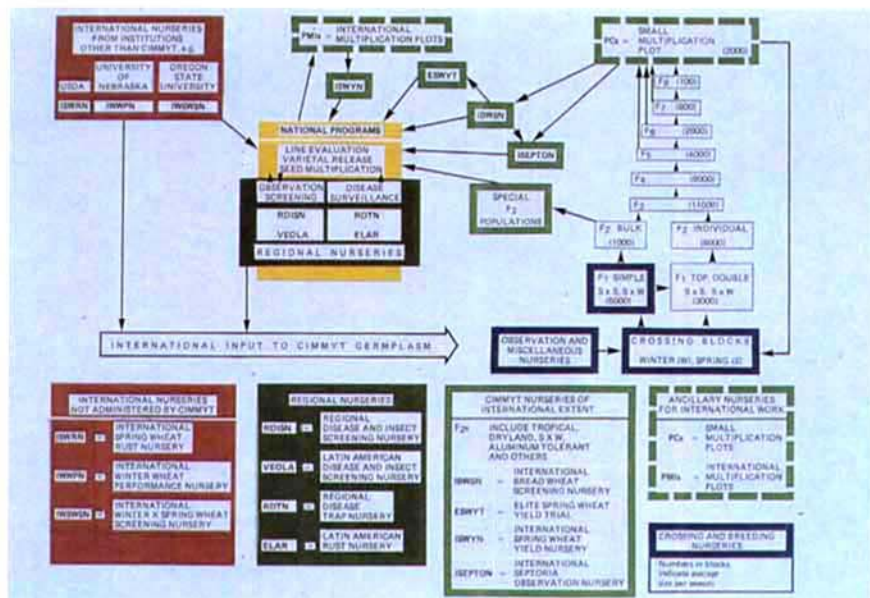 INTERNATIONAL NURSERIES
FROM INSTITUTIONS
OTHER THAN CIMMYT, e.g.
USDA
UNIVERSITY
OF
NEBRASKA
OREGON
STATE
UNIVERSITY
ISWRN
IWWPN
IWSWSN
PMIs = INTERNATIONAL
MULTIPLICATION PLOTS
ISWYN
ESWYT
IBWSN
ISEPTON
NATIONAL PROGRAMS
LINE EVALUATION
VARIETAL RELEASE
SEED MULTIPLICATION
OBSERVATION
SCREENING
DISEASE
SURVEILLANCE
RDISN
VEOLA
RDTN
ELAR
REGIONAL NURSERIES
SPECIAL
F2
POPULATIONS
PCs = SMALL
MULTIPLICATION
PLOT (2000)
F8 (100)
F7 (800)
F6 (2000)
F5 (4000)
F4
F3 (11000)
F2 BULK
(1000)
F2 INDIVIDUAL
F1 SIMPLE
S x S, S x W
F1 TOP, DOUBLE
S x S, S x W
(3000)
INTERNATIONAL INPUT TO CIMMYT GERMPLASM
OBSERVATION AND
MISCELLANEOUS
NURSERIES
CROSSING BLOCKS
WINTER (W), SPRING (S)
INTERNATIONAL NURSERIES
NOT ADMINISTERED BY CIMMYT
ISWRN = INTERNATIONAL
SPRING WHEAT
RUST NURSERY
IWWPN = INTERNATIONAL
WINTER WHEAT
PERFORMANCE NURSERY
IWSWSN = INTERNATIONAL
WINTER X SPRING WHEAT
SCREENING NURSERY
REGIONAL NURSERIES
RDISN = REGIONAL
DISEASE AND INSECT
SCREENING NURSERY
VEOLA = LATIN AMERICAN
DISEASE AND INSECT
SCREENING NURSERY
RDTN = REGIONAL
DISEASE
TRAP NURSERY
ELAR = LATIN AMERICAN
RUST NURSERY
CIMMYT NURSERIES OF
INTERNATIONAL EXTENT
F2s INCLUDE TROPICAL,
DRYLAND, S X W,
ALUMINUM TOLERANT
AND OTHERS
IBWSN = INTERNATIONAL
BREAD WHEAT
SCREENING NURSERY
ESWYT = ELITE SPRING WHEAT
YIELD TRIAL
ISWYN = INTERNATIONAL
SPRING WHEAT
YIELD NURSERY
ISEPTON = INTERNATIONAL
SEPTORIA
OBSERVATION NURSERY
ANCILLARY NURSERIES
FOR INTERNATIONAL WORK
PCs = SMALL
MULTIPLICATION
PLOTS
PMIs = INTERNATIONAL
MULTIPLICATION
PLOTS
CROSSING AND BREEDING
NURSERIES
Numbers in blocks
indicate average
size per season